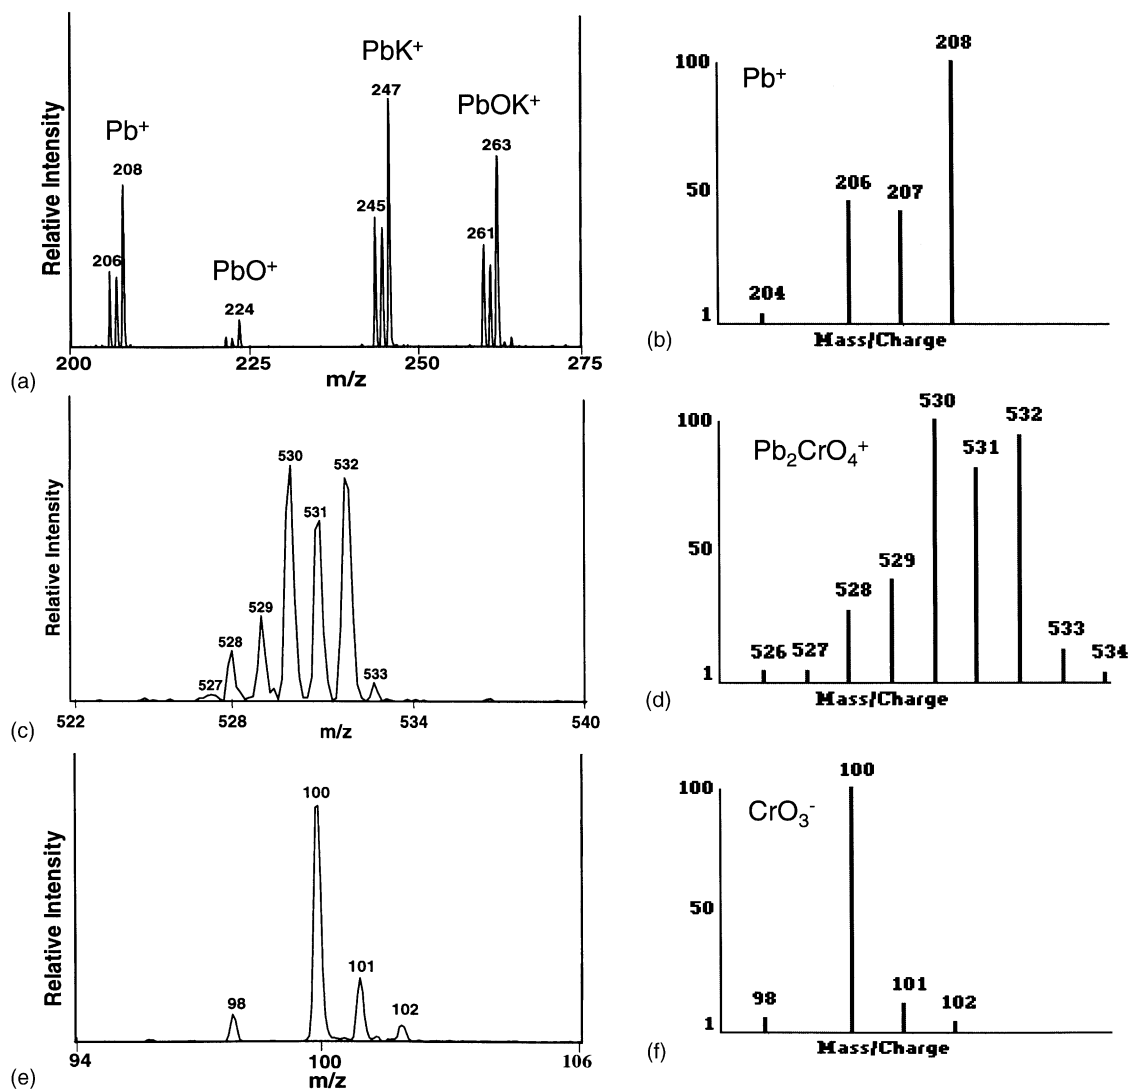 PbK+
247
PbOK+
Pb+
263
208
245
261
206
PbO+
224
Relative Intensity
200
225
250
275
m/z
(a)
208
100
Pb+
206
207
50
204
1
Mass/Charge
(b)
530
532
531
529
528
527
533
Relative Intensity
522
528
534
540
m/z
(c)
530
532
100
Pb2CrO4+
531
50
529
528
533
526
527
534
1
Mass/Charge
(d)
100
101
98
102
Relative Intensity
94
100
106
m/z
(e)
100
100
CrO3-
50
98
101
102
1
Mass/Charge
(f)